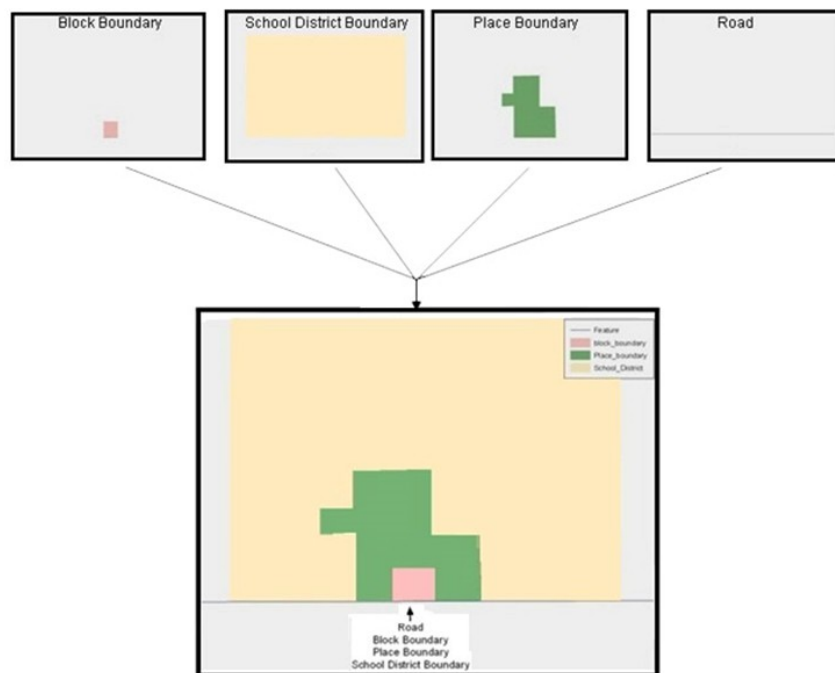 Block Boundary
School District Boundary
Place Boundary
Road
Feature
block_boundary
Place_boundary
School_District
Road
Block Boundary
Place Boundary
School District Boundary